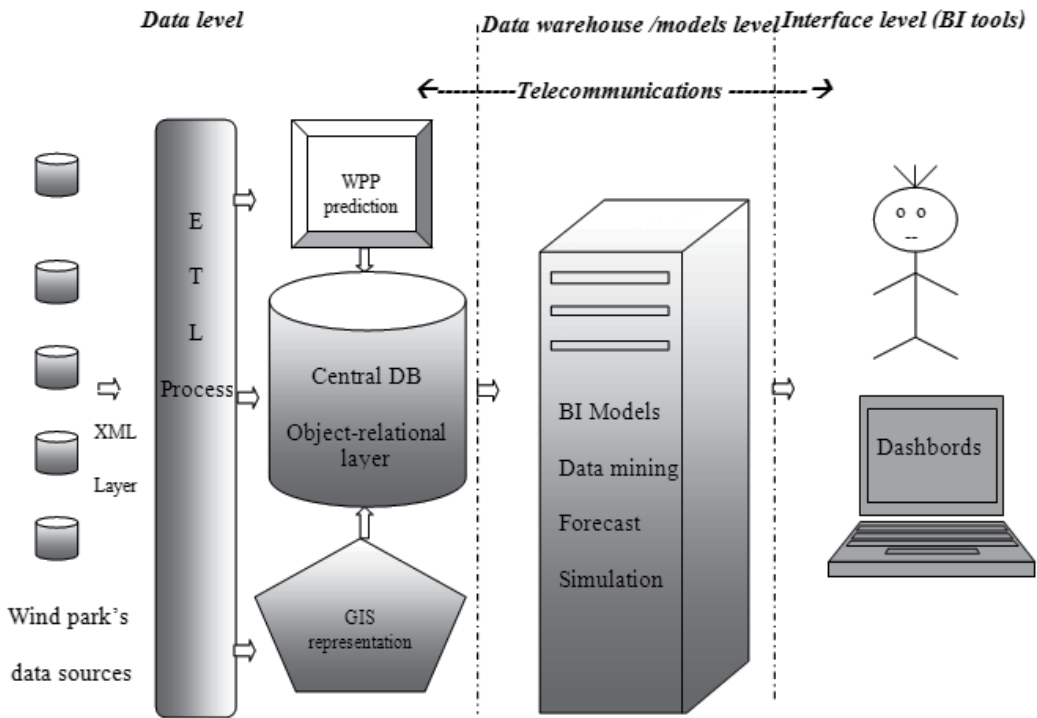 Data level
Data warehouse /models level
Interface level (BI tools)
Telecommunications
XML
Layer
Wind park's
data sources
E
T
L
Process
WPP
prediction
Central DB
Object-relational
layer
GIS
representation
BI Models
Data mining
Forecast
Simulation
Dashbords